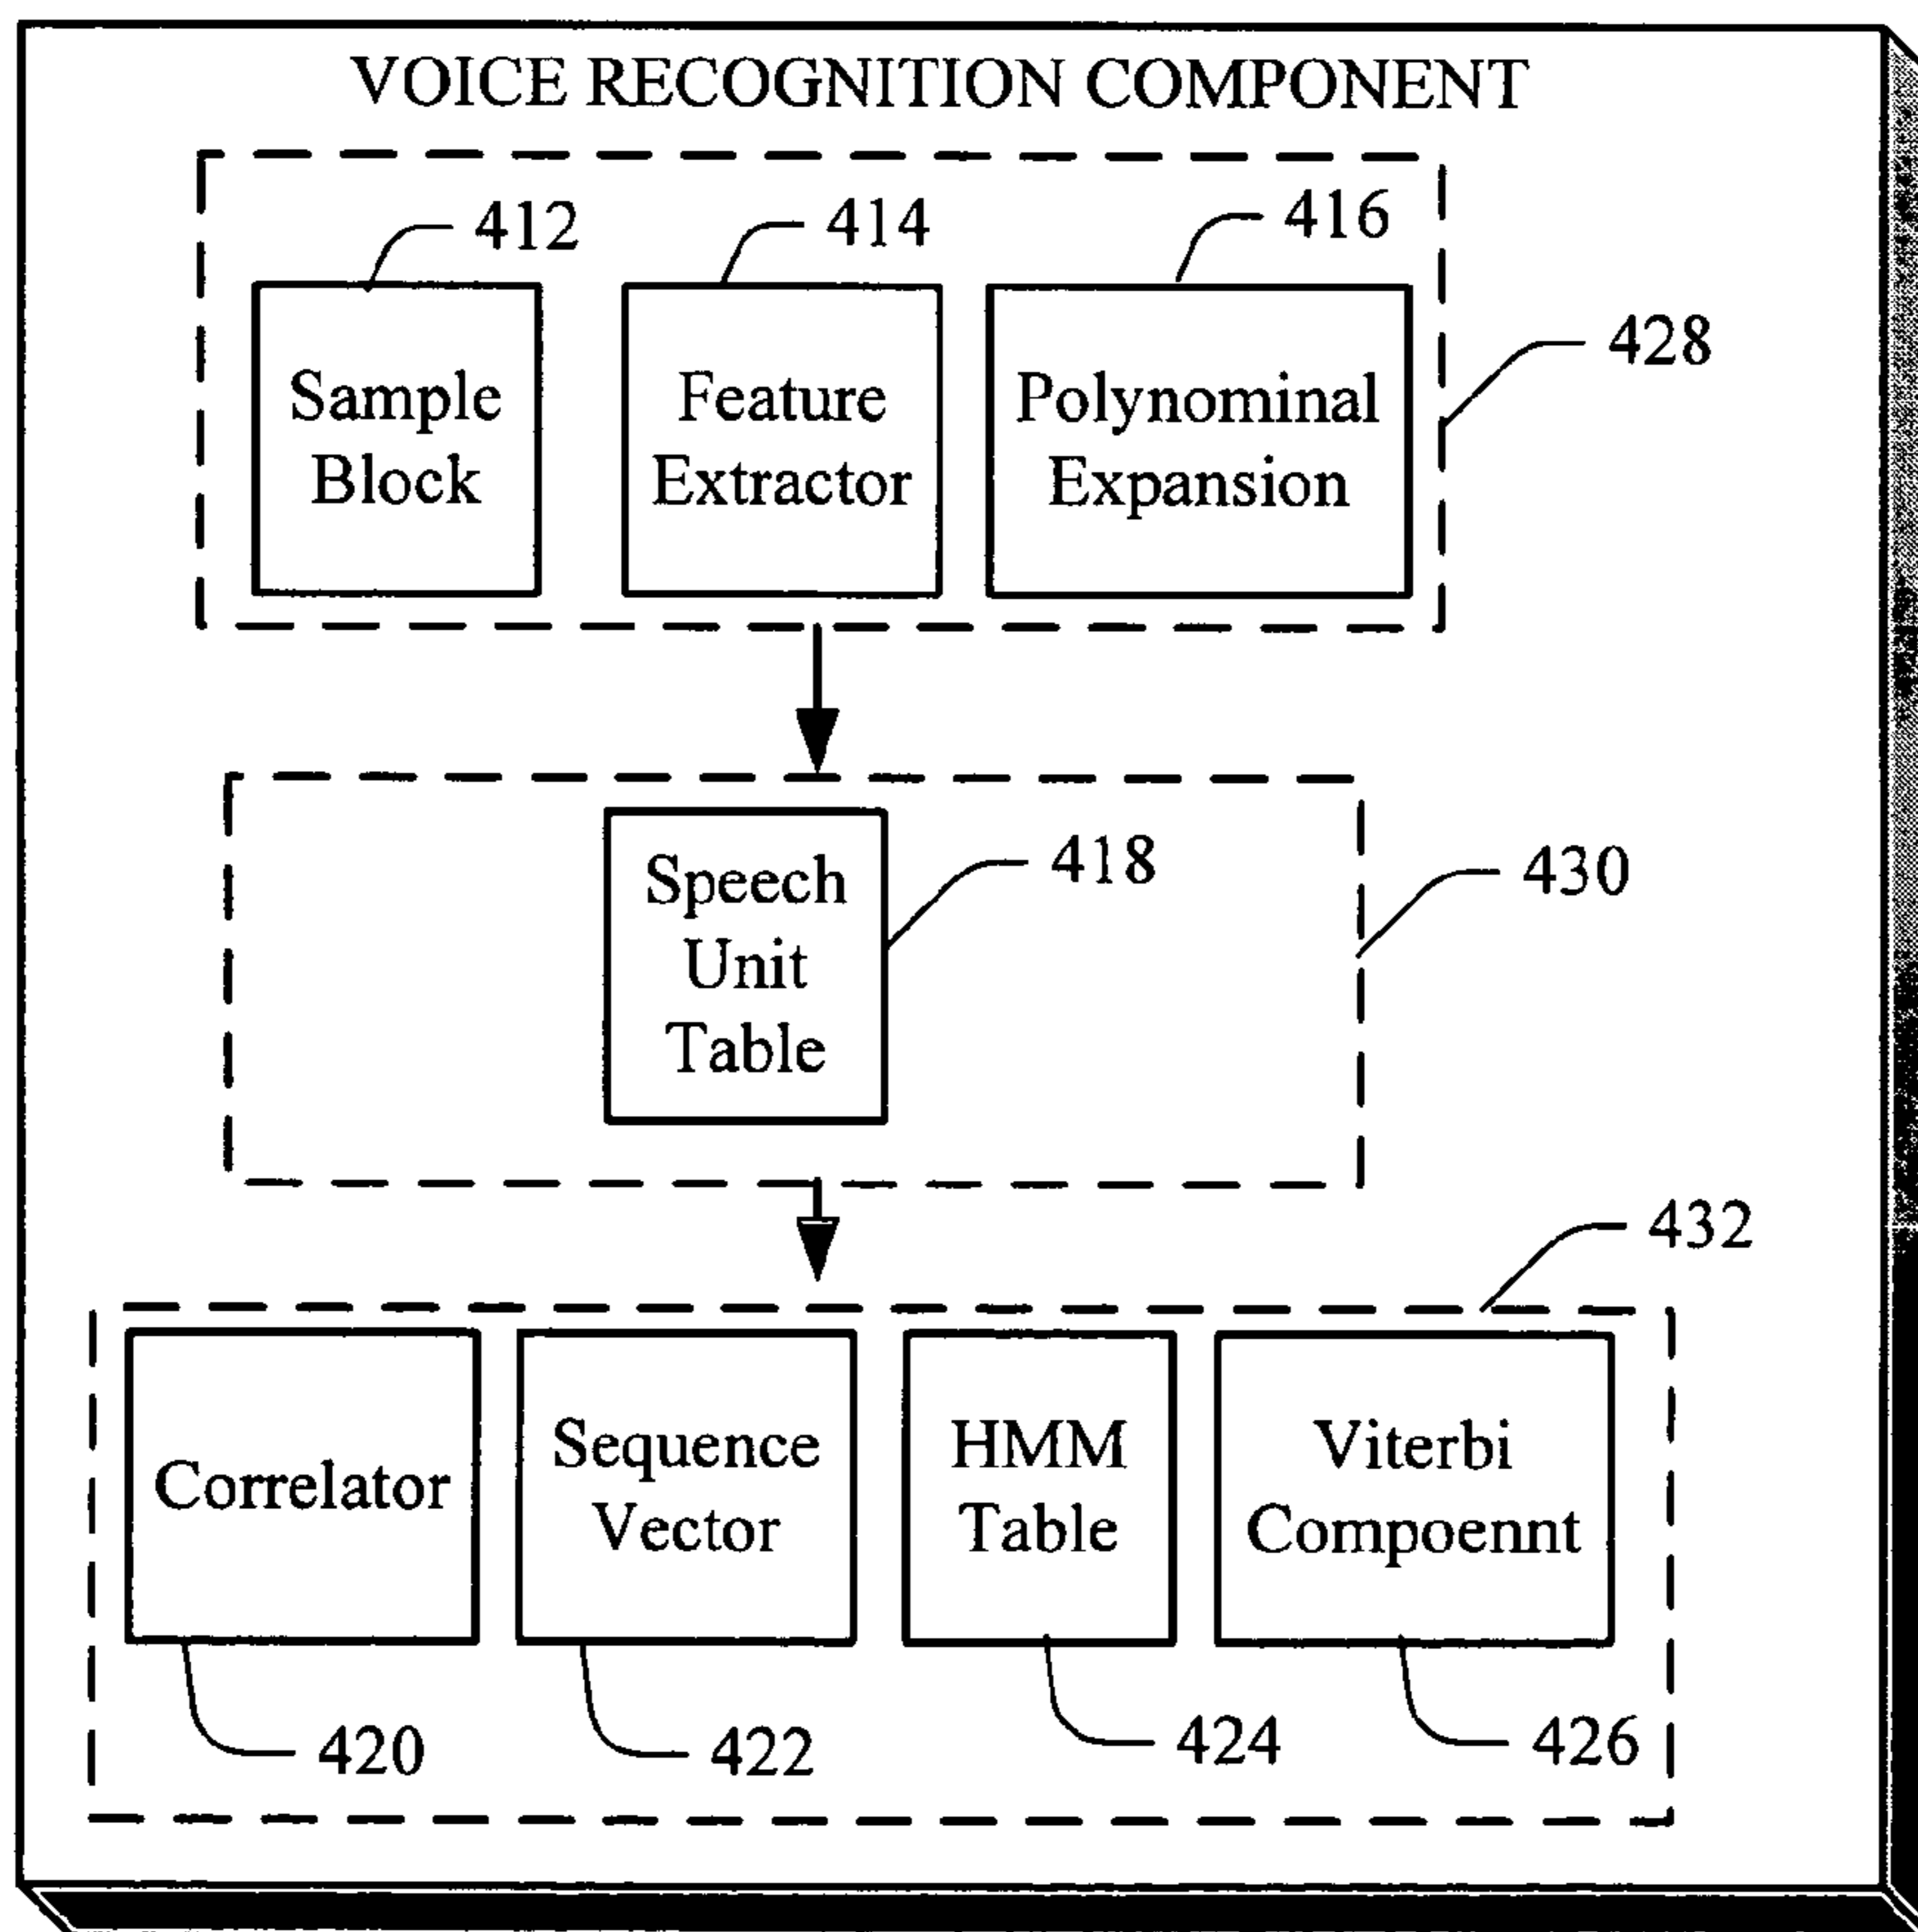 VOICE RECOGNITION COMPONENT
412
414
416
428
Sample
Block
Feature
Extractor
Polynominal
Expansion
418
430
Speech
Unit
Table
432
Correlator
Sequence
Vector
HMM
Table
Viterbi
Compoennt
420
422
424
426